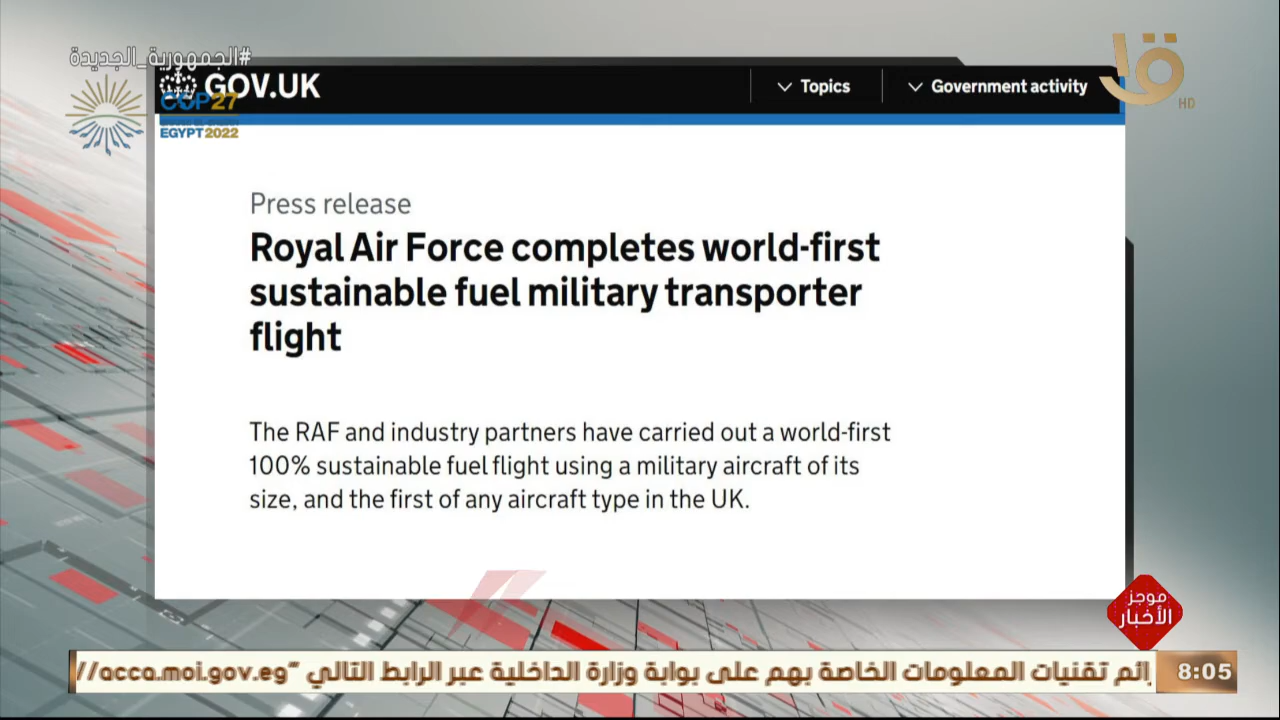 #الجمهورية_الجديدة
GOV.UK
Topics
Government activity
COP27
EGYPT 2022
HD
Press release
Royal Air Force completes world-first
sustainable fuel military transporter
flight
The RAF and industry partners have carried out a world-first
100% sustainable fuel flight using a military aircraft of its
size, and the first of any aircraft type in the UK.
موجز
الأخبار
تقنيات المعلومات الخاصة بهم على بوابة وزارة الداخلية عبر الرابط التالي "acca.moi.gov.eg//
8:05